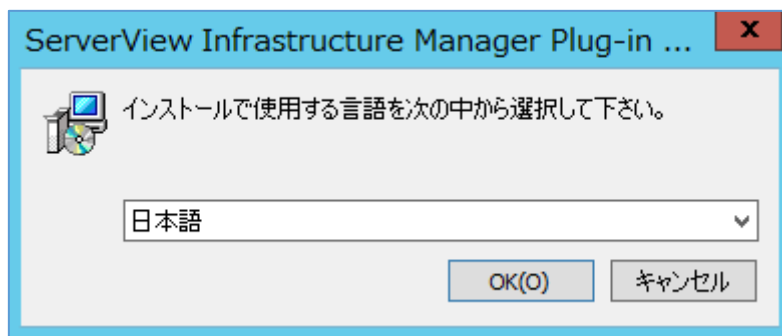 ServerView Infrastructure Manager Plug-in ...
x
インストールで使用する言語を次の中から選択して下さい。
日本語
OK(O)
キャンセル